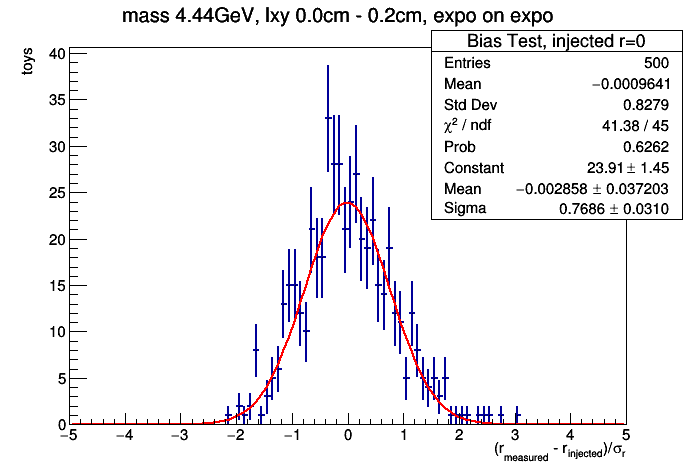 mass 4.44GeV, lxy 0.0cm - 0.2cm, expo on expo
Bias Test, injected r=0
Entries 500
Mean −0.0009641
Std Dev 0.8279
χ² / ndf 41.38 / 45
Prob 0.6262
Constant 23.91 ± 1.45
Mean −0.002858 ± 0.037203
Sigma 0.7686 ± 0.0310
toys
40
35
30
25
20
15
10
5
0
−5 −4 −3 −2 −1 0 1 2 3 4 5
(r_measured - r_injected)/σ_r